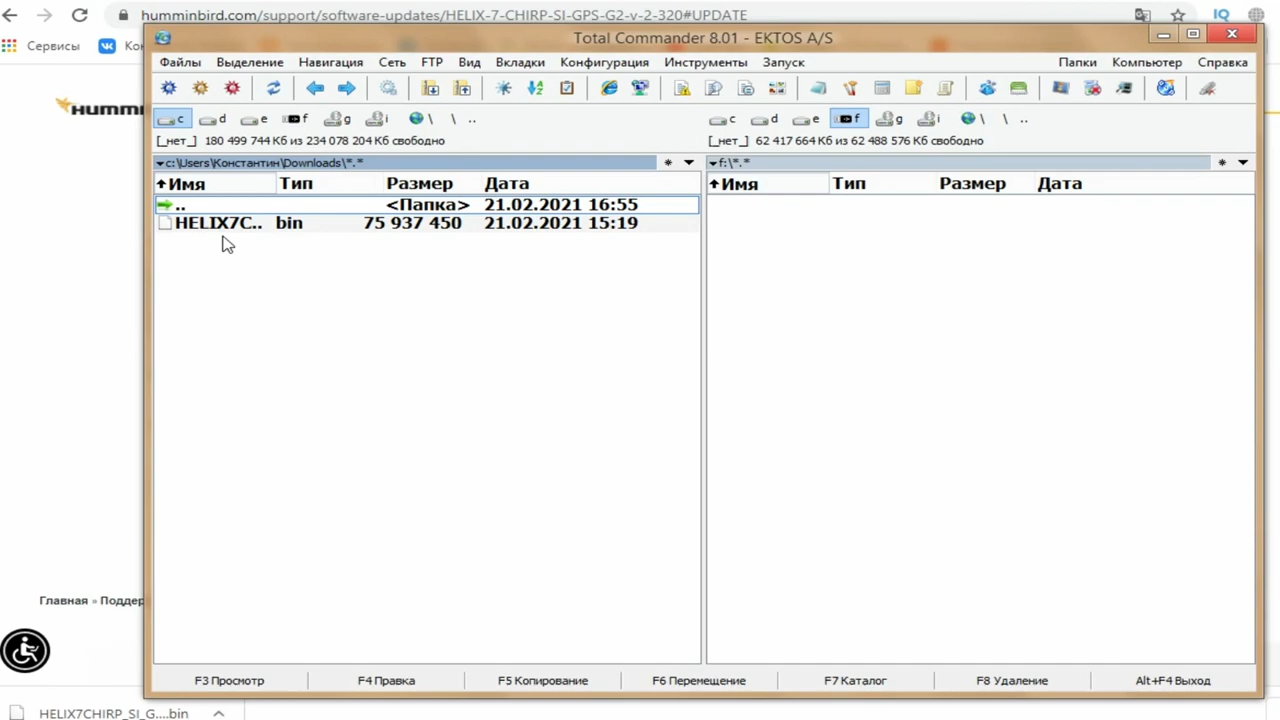 humminbird.com/support/software-updates/HELIX-7-CHIRP-SI-GPS-G2-v-2-320#UPDATE
IQ
Сервисы
Total Commander 8.01 - EKTOS A/S
Файлы Выделение Навигация Сеть FTP Вид Вкладки Конфигурация Инструменты Запуск Папки Компьютер Справка
HUMMIN
c d e f g i \ \ ..
c d e f g i \ \ ..
[_нет_] 180 499 744 Кб из 234 078 204 Кб свободно
[_нет_] 62 417 664 Кб из 62 488 576 Кб свободно
c:\Users\Константин\Downloads\*.* * 
f:\*.* *
Имя Тип Размер Дата
Имя Тип Размер Дата
.. <Папка> 21.02.2021 16:55
HELIX7C.. bin 75 937 450 21.02.2021 15:19
Главная » Поддер
F3 Просмотр F4 Правка F5 Копирование F6 Перемещение F7 Каталог F8 Удаление Alt+F4 Выход
HELIX7CHIRP_SI_G....bin